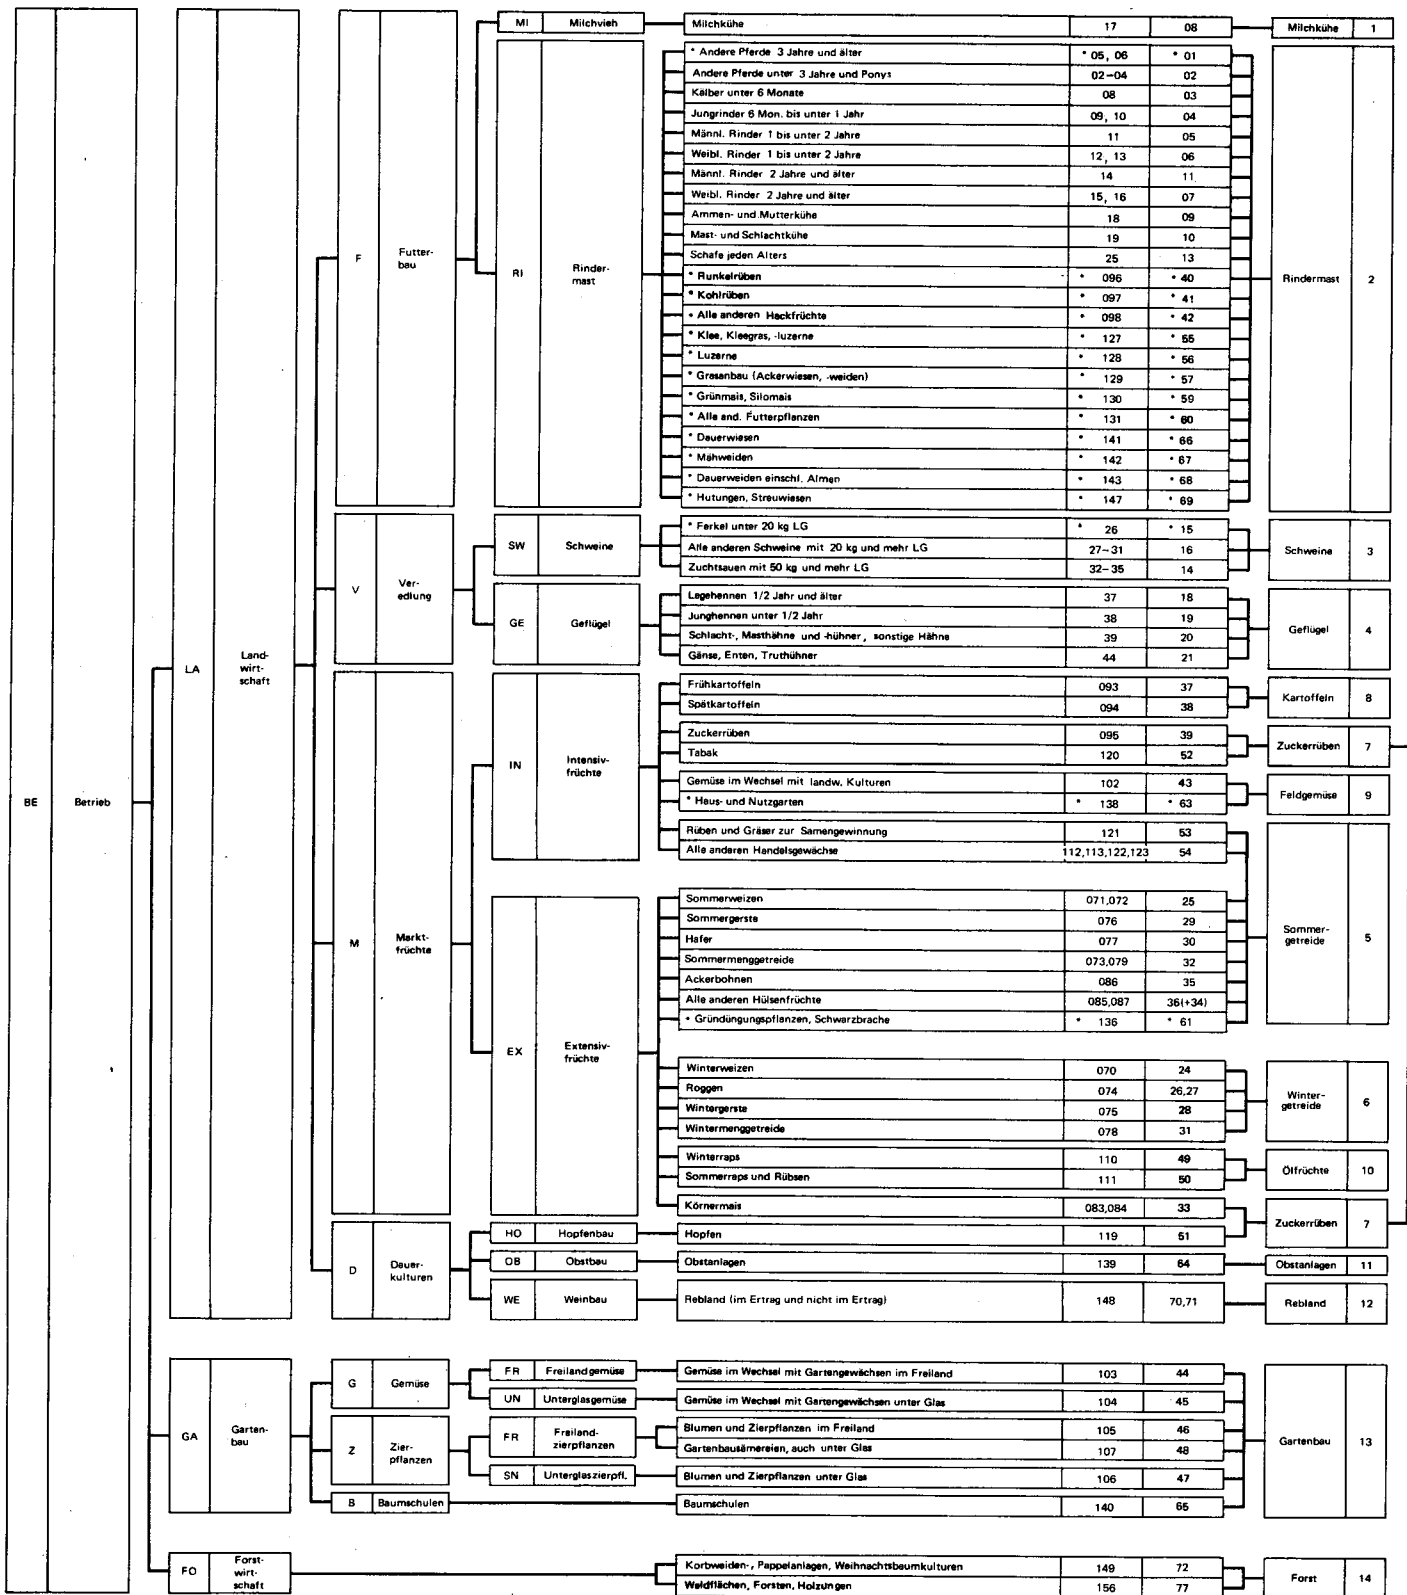 MI Milchvieh Milchkühe 17 08 Milchkühe 1
* Andere Pferde 3 Jahre und älter * 05, 06 * 01
Andere Pferde unter 3 Jahre und Ponys 02–04 02
Kälber unter 6 Monate 08 03
Jungrinder 6 Mon. bis unter 1 Jahr 09, 10 04
Männl. Rinder 1 bis unter 2 Jahre 11 05
Weibl. Rinder 1 bis unter 2 Jahre 12, 13 06
Männl. Rinder 2 Jahre und älter 14 11
Weibl. Rinder 2 Jahre und älter 15, 16 07
Ammen- und Mutterkühe 18 09
Mast- und Schlachtkühe 19 10
Schafe jeden Alters 25 13
F Futter-
bau
RI Rinder-
mast
* Runkelrüben * 096 * 40
Rindermast 2
* Kohlrüben * 097 * 41
* Alle anderen Hackfrüchte * 098 * 42
* Klee, Kleegras, -luzerne * 127 * 55
* Luzerne * 128 * 56
* Grasanbau (Ackerwiesen, -weiden) * 129 * 57
* Grünmais, Silomais * 130 * 59
* Alle and. Futterpflanzen * 131 * 60
* Dauerwiesen * 141 * 66
* Mähweiden * 142 * 67
* Dauerweiden einschl. Almen * 143 * 68
* Hutungen, Streuwiesen * 147 * 69
* Ferkel unter 20 kg LG * 26 * 15
SW Schweine Alle anderen Schweine mit 20 kg und mehr LG 27–31 16 Schweine 3
Zuchtsauen mit 50 kg und mehr LG 32–35 14
V Ver-
edlung
Legehennen 1/2 Jahr und älter 37 18
Junghennen unter 1/2 Jahr 38 19
GE Geflügel Geflügel 4
Schlacht-, Masthähne und -hühner, sonstige Hähne 39 20
Gänse, Enten, Truthühner 44 21
LA Land-
wirt-
schaft
Frühkartoffeln 093 37
Kartoffeln 8
Spätkartoffeln 094 38
Zuckerrüben 095 39
IN Intensiv-
früchte
Zuckerrüben 7
Tabak 120 52
Gemüse im Wechsel mit landw. Kulturen 102 43
BE Betrieb
Feldgemüse 9
* Haus- und Nutzgarten * 138 * 63
Rüben und Gräser zur Samengewinnung 121 53
Alle anderen Handelsgewächse 112,113,122,123 54
Sommerweizen 071,072 25
Sommergerste 076 29
M Markt-
früchte
Hafer 077 30
Sommer-
getreide 5
Sommermenggetreide 073,079 32
Ackerbohnen 086 35
Alle anderen Hülsenfrüchte 085,087 36(+34)
* Gründüngungspflanzen, Schwarzbrache * 136 * 61
EX Extensiv-
früchte
Winterweizen 070 24
Roggen 074 26,27
Winter-
getreide 6
Wintergerste 075 28
Wintermenggetreide 078 31
Winterraps 110 49
Ölfrüchte 10
Sommerraps und Rübsen 111 50
Körnermais 083,084 33
Zuckerrüben 7
HO Hopfenbau Hopfen 119 51
D Dauer-
kulturen
OB Obstbau Obstanlagen 139 64 Obstanlagen 11
WE Weinbau Rebland (im Ertrag und nicht im Ertrag) 148 70,71 Rebland 12
FR Freilandgemüse Gemüse im Wechsel mit Gartengewächsen im Freiland 103 44
G Gemüse
UN Unterglasgemüse Gemüse im Wechsel mit Gartengewächsen unter Glas 104 45
GA Garten-
bau
FR Freiland-
zierpflanzen
Blumen und Zierpflanzen im Freiland 105 46
Gartenbausämereien, auch unter Glas 107 48
Gartenbau 13
Z Zier-
pflanzen
SN Unterglaszierpfl. Blumen und Zierpflanzen unter Glas 106 47
B Baumschulen Baumschulen 140 65
FO Forst-
wirt-
schaft
Korbweiden-, Pappelanlagen, Weihnachtsbaumkulturen 149 72
Forst 14
Waldflächen, Forsten, Holzungen 156 77